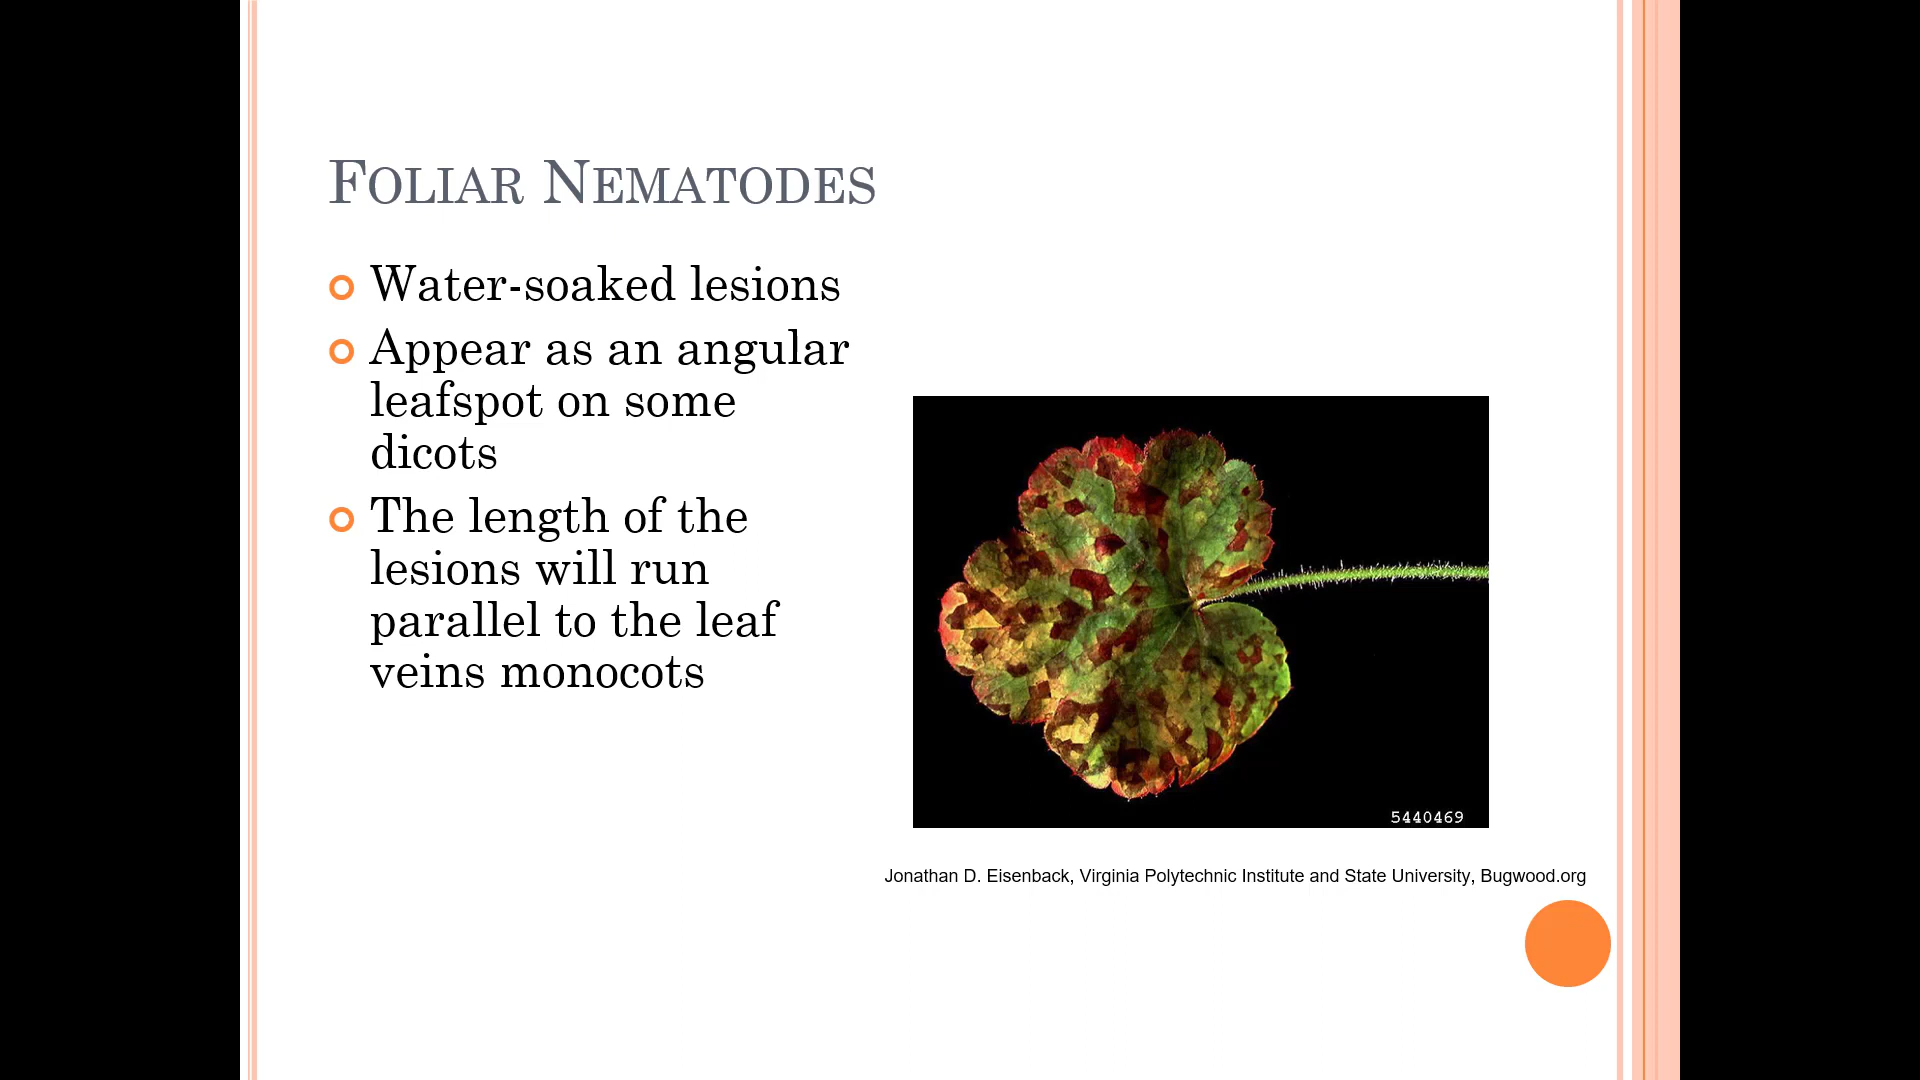 Foliar Nematodes
Water-soaked lesions
Appear as an angular
leafspot on some
dicots
The length of the
lesions will run
parallel to the leaf
veins monocots
5440469
Jonathan D. Eisenback, Virginia Polytechnic Institute and State University, Bugwood.org